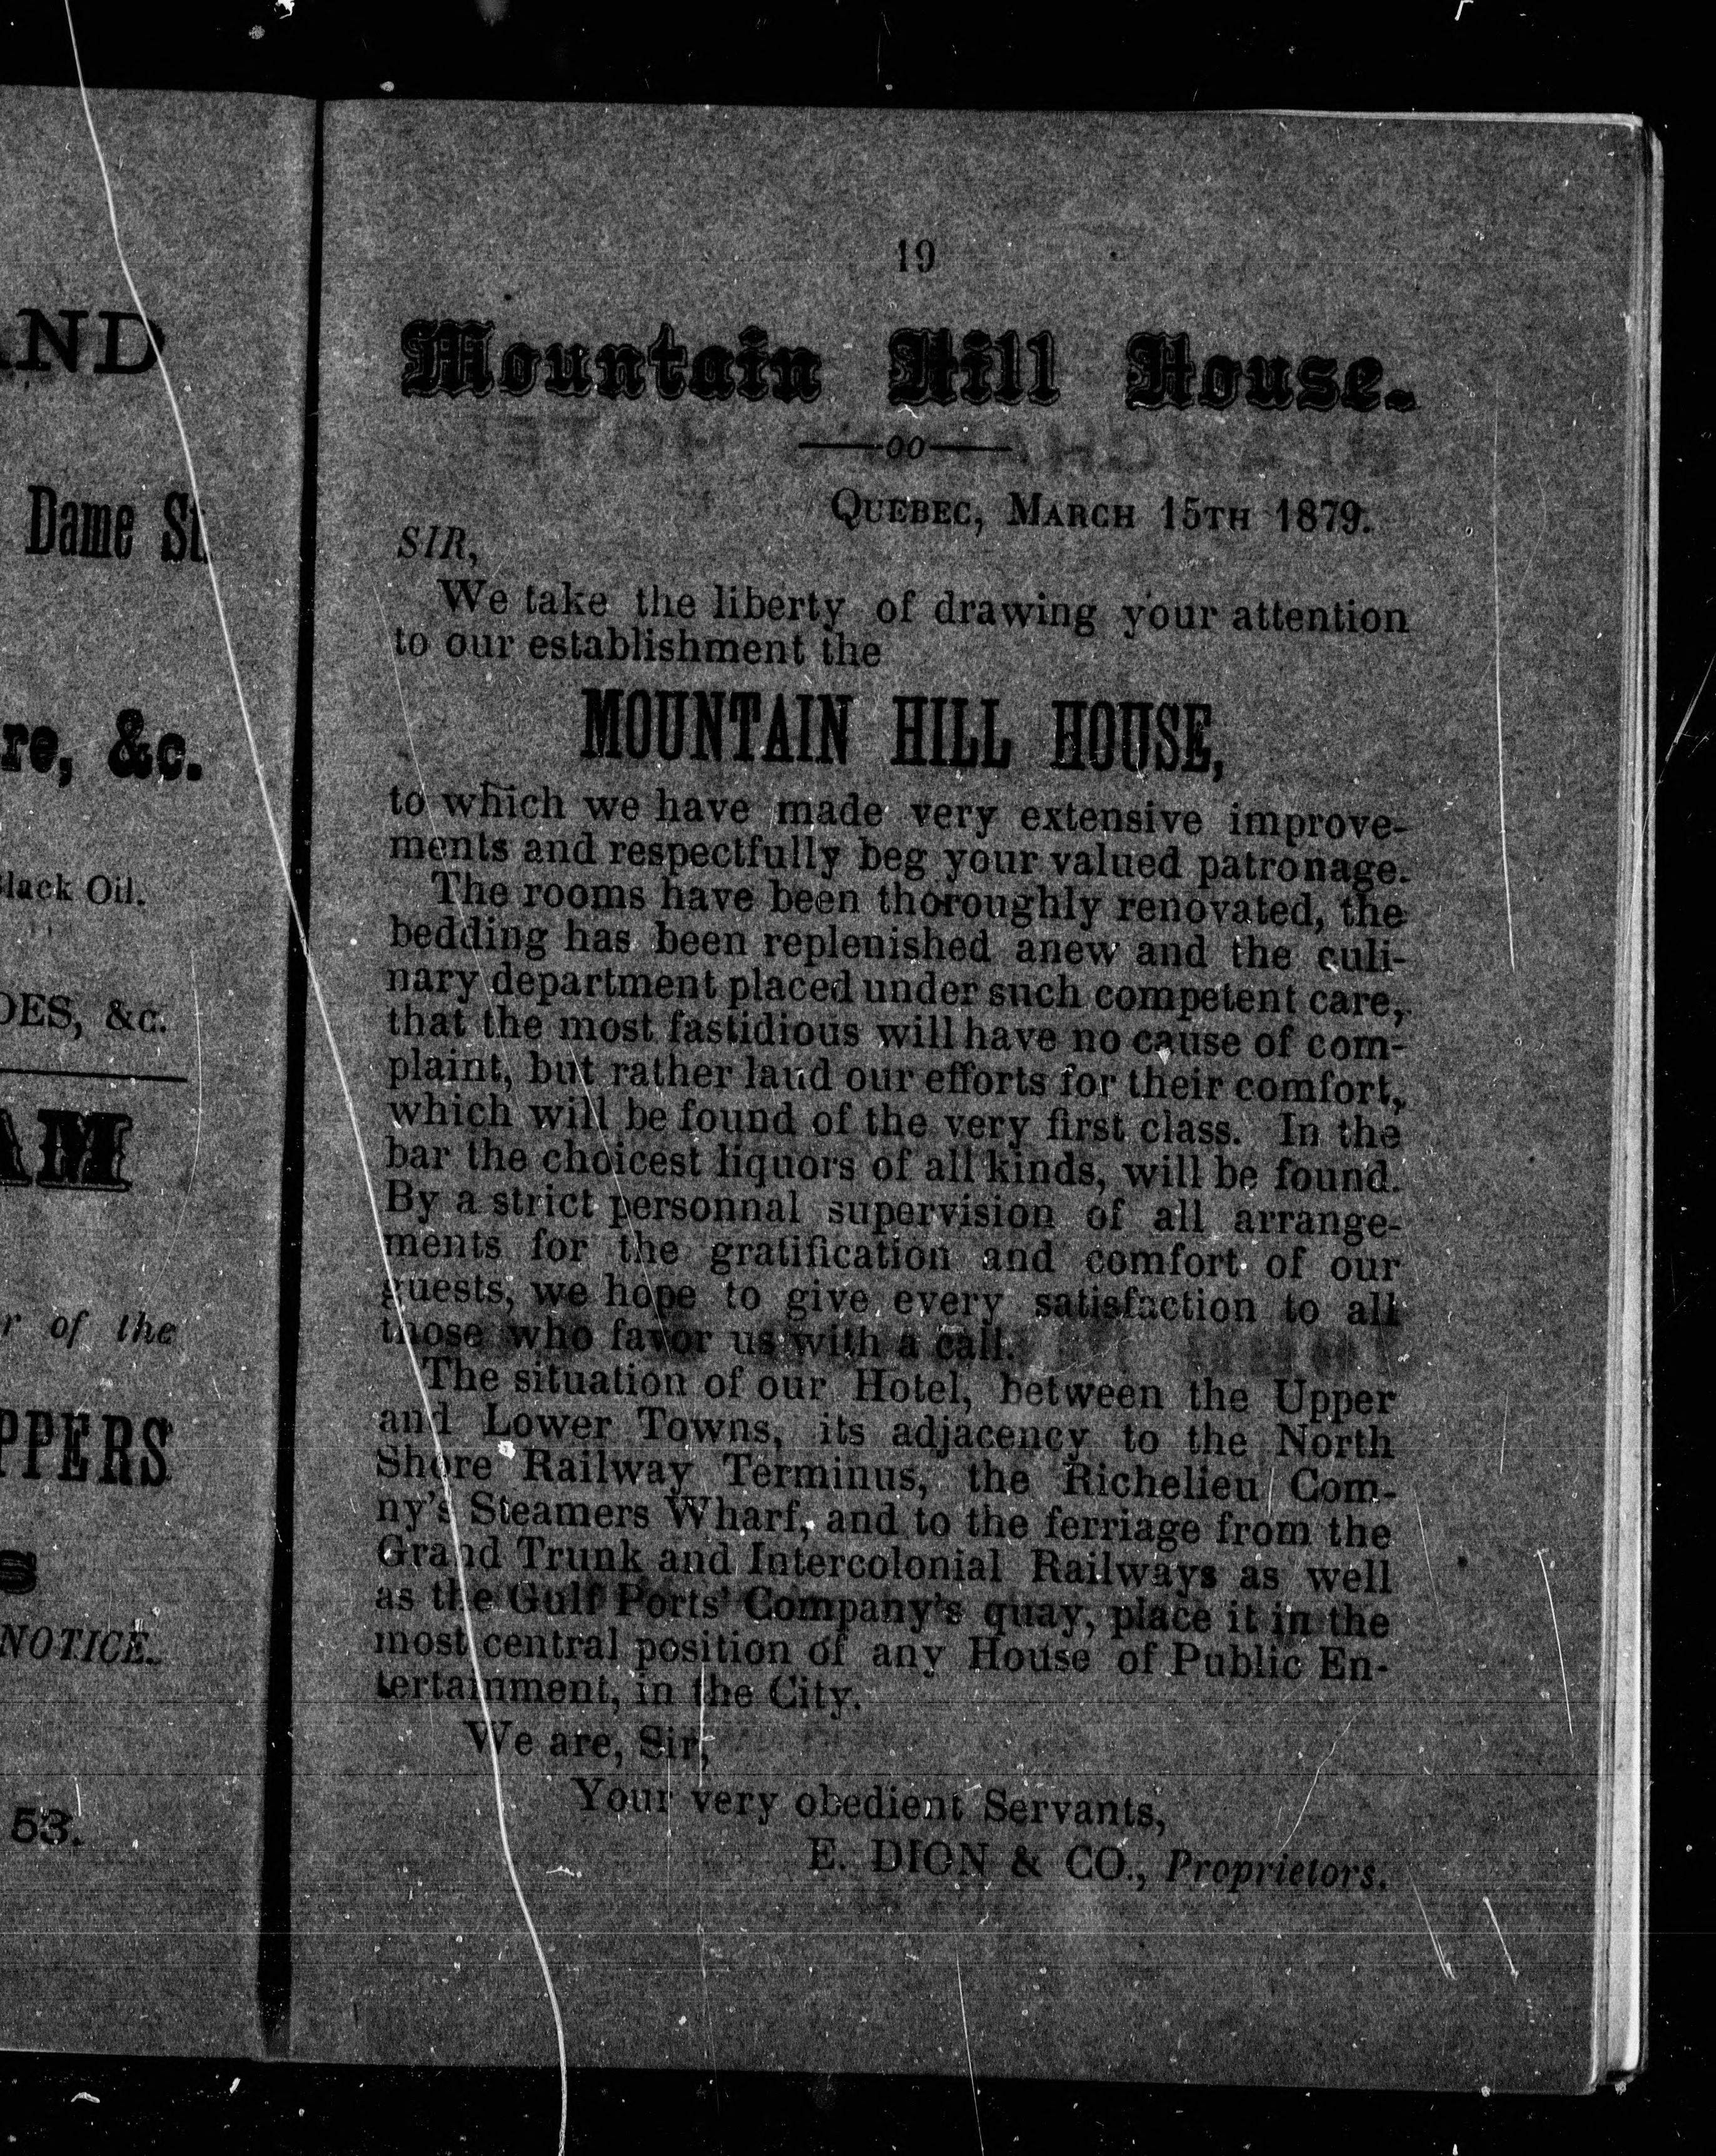 AND
Dame St
re, &c.
Black Oil.
OES, &c.
AM
r of the
PPERS
S
NOTICE.
53.
19
Mountain Hill House.
oo
QUEBEC, MARCH 15TH 1879.
SIR,
We take the liberty of drawing your attention
to our establishment the
MOUNTAIN HILL HOUSE,
to which we have made very extensive improve-
ments and respectfully beg your valued patronage.
The rooms have been thoroughly renovated, the
bedding has been replenished anew and the culi-
nary department placed under such competent care,
that the most fastidious will have no cause of com-
plaint, but rather laud our efforts for their comfort,
which will be found of the very first class. In the
bar the choicest liquors of all kinds, will be found.
By a strict personnal supervision of all arrange-
ments for the gratification and comfort of our
guests, we hope to give every satisfaction to all
those who favor us with a call.
The situation of our Hotel, between the Upper
and Lower Towns, its adjacency to the North
Shore Railway Terminus, the Richelieu Com-
ny's Steamers Wharf, and to the ferriage from the
Grand Trunk and Intercolonial Railways as well
as the Gulf Ports' Company's quay, place it in the
most central position of any House of Public En-
tertainment, in the City.
We are, Sir,
Your very obedient Servants,
E. DION & CO., Proprietors.